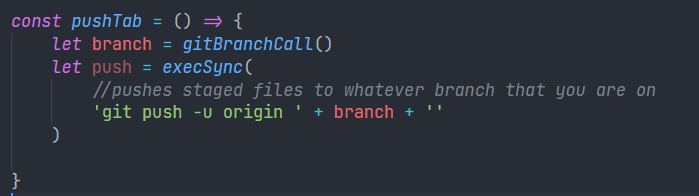 const pushTab = () => {
let branch = gitBranchCall()
let push = execSync(
//pushes staged files to whatever branch that you are on
'git push -u origin ' + branch + ''
)
}